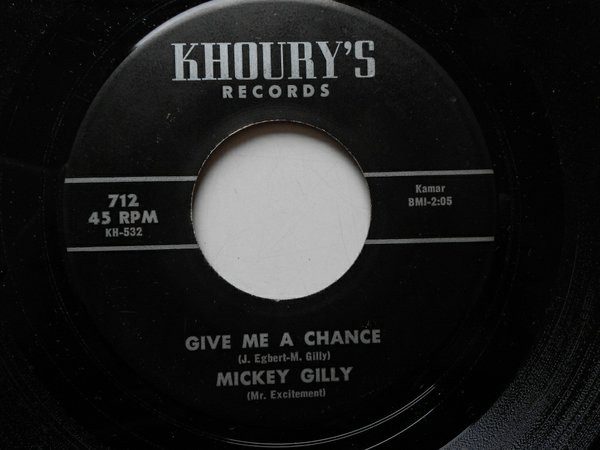 KHOURY'S
RECORDS
712
45 RPM
KH-532
Kamar
BMI-2:05
GIVE ME A CHANCE
(J. Egbert-M. Gilly)
MICKEY GILLY
(Mr. Excitement)